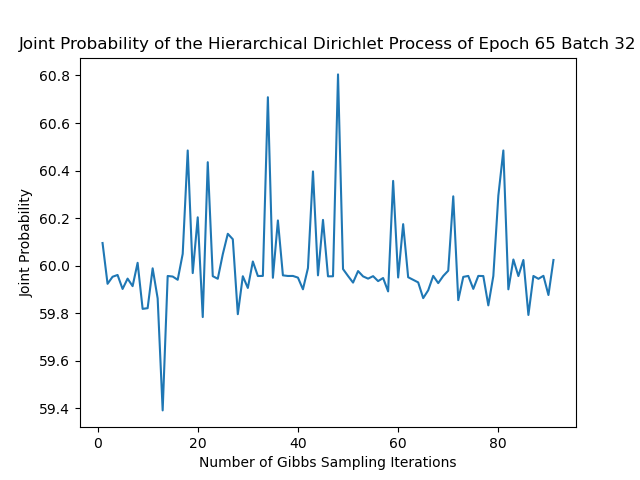 Joint Probability of the Hierarchical Dirichlet Process of Epoch 65 Batch 32
60.8
60.6
60.4
60.2
60.0
59.8
59.6
59.4
Joint Probability
0 20 40 60 80
Number of Gibbs Sampling Iterations